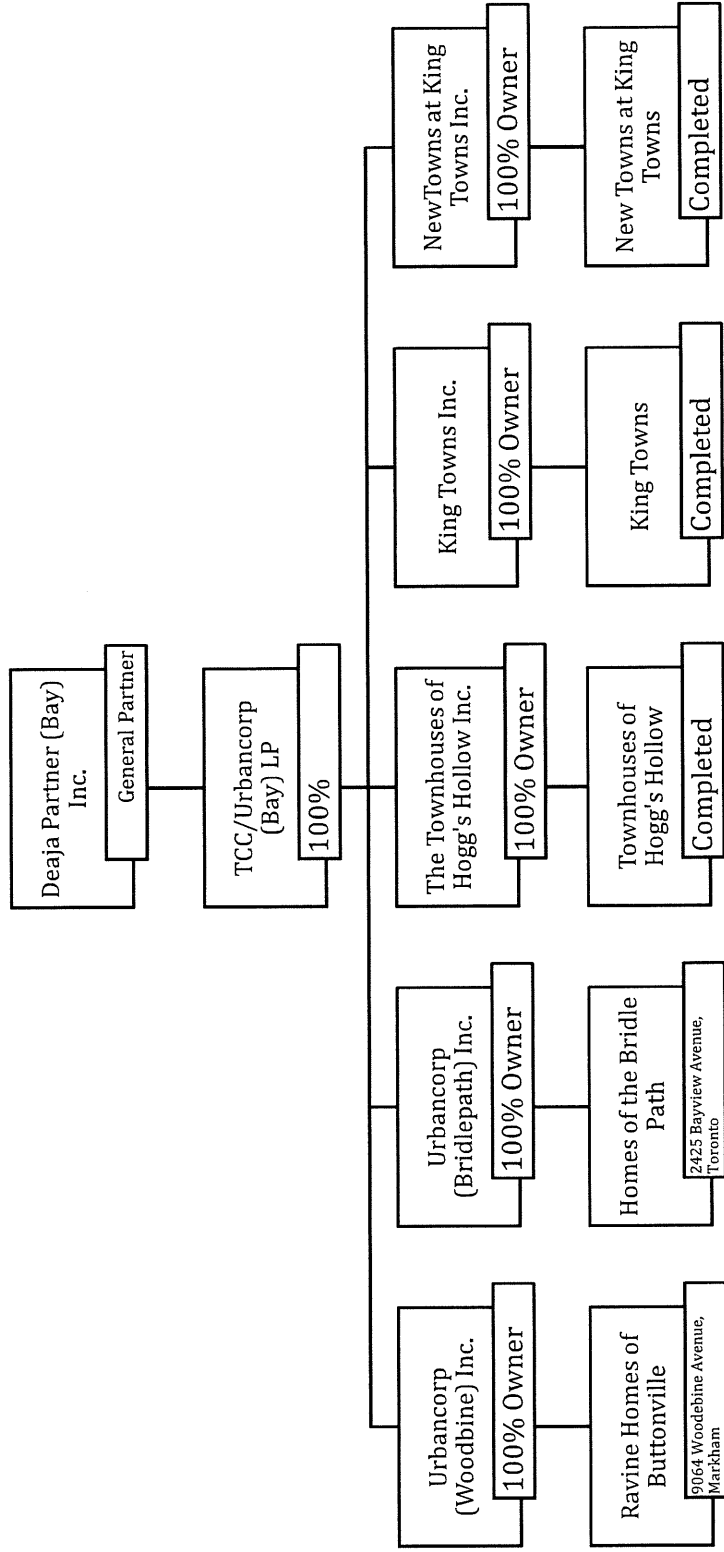 Deaja Partner (Bay)
Inc.
General Partner
TCC/Urbancorp
(Bay) LP
100%
Urbancorp
(Woodbine) Inc.
100% Owner
Urbancorp
(Bridlepath) Inc.
100% Owner
The Townhouses of
Hogg's Hollow Inc.
100% Owner
King Towns Inc.
100% Owner
NewTowns at King
Towns Inc.
100% Owner
Ravine Homes of
Buttonville
9064 Woodebine Avenue,
Markham
Homes of the Bridle
Path
2425 Bayview Avenue,
Toronto
Townhouses of
Hogg's Hollow
Completed
King Towns
Completed
New Towns at King
Towns
Completed